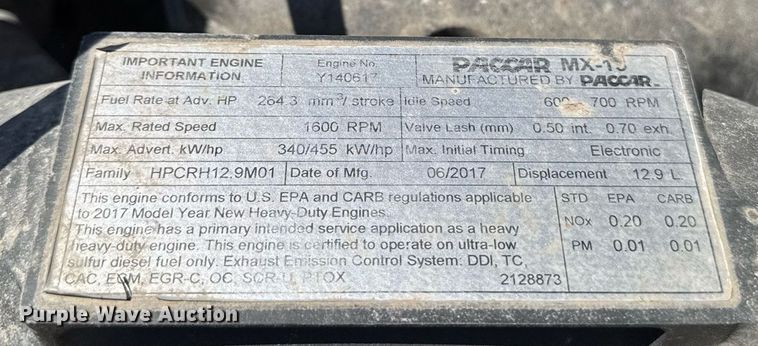 IMPORTANT ENGINE INFORMATION
Engine No.
Y140617
PACCAR MX-13
MANUFACTURED BY PACCAR
Fuel Rate at Adv. HP 264.3 mm³/stroke Idle Speed 600 700 RPM
Max. Rated Speed 1600 RPM Valve Lash (mm) 0.50 int. 0.70 exh.
Max. Advert. kW/hp 340/455 kW/hp Max. Initial Timing Electronic
Family HPCRH12.9M01 Date of Mfg. 06/2017 Displacement 12.9 L
This engine conforms to U.S. EPA and CARB regulations applicable
to 2017 Model Year New Heavy-Duty Engines.
This engine has a primary intended service application as a heavy
heavy-duty engine. This engine is certified to operate on ultra-low
sulfur diesel fuel only. Exhaust Emission Control System: DDI, TC,
CAC, ECM, EGR-C, OC, SCR-U, PTOX 2128873
STD EPA CARB
NOx 0.20 0.20
PM 0.01 0.01
Purple Wave Auction